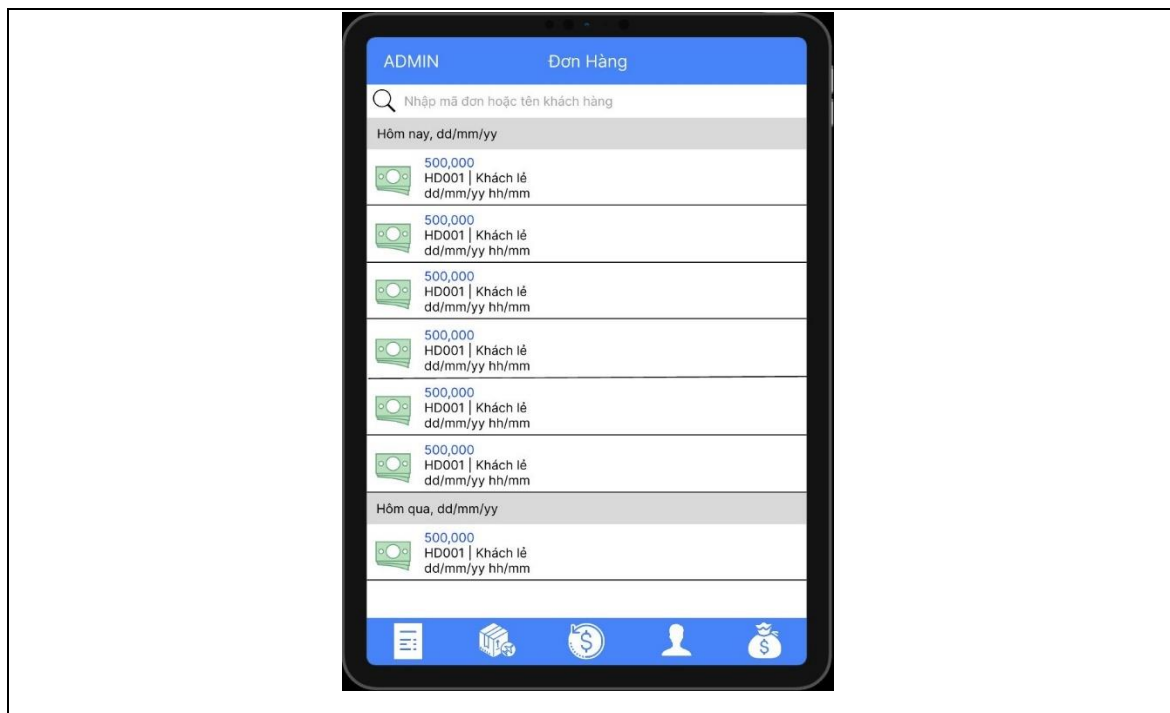 ADMIN
Đơn Hàng
Nhập mã đơn hoặc tên khách hàng
Hôm nay, dd/mm/yy
500,000
HD001 | Khách lẻ
dd/mm/yy hh/mm
500,000
HD001 | Khách lẻ
dd/mm/yy hh/mm
500,000
HD001 | Khách lẻ
dd/mm/yy hh/mm
500,000
HD001 | Khách lẻ
dd/mm/yy hh/mm
500,000
HD001 | Khách lẻ
dd/mm/yy hh/mm
500,000
HD001 | Khách lẻ
dd/mm/yy hh/mm
Hôm qua, dd/mm/yy
500,000
HD001 | Khách lẻ
dd/mm/yy hh/mm